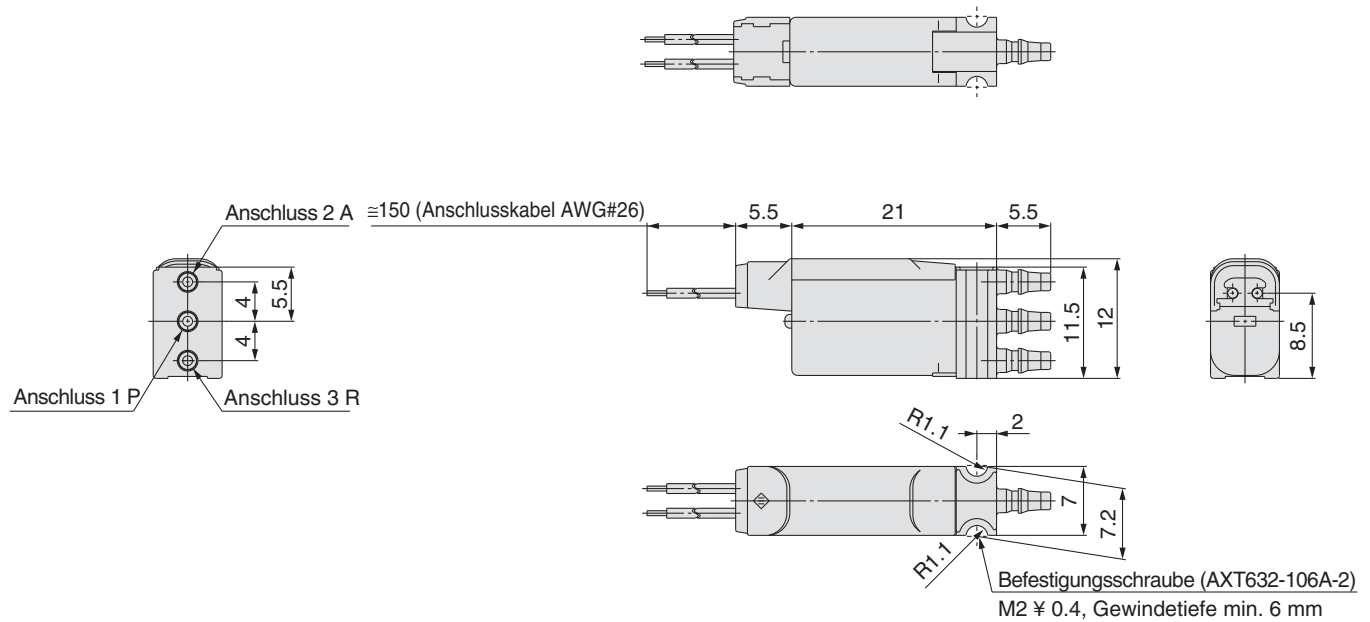 Anschluss 2 A
≅150 (Anschlusskabel AWG#26)
5.5
21
5.5
4
5.5
4
11.5
12
8.5
Anschluss 1 P
Anschluss 3 R
R1.1
2
7
7.2
R1.1
Befestigungsschraube (AXT632-106A-2)
M2 ¥ 0.4, Gewindetiefe min. 6 mm